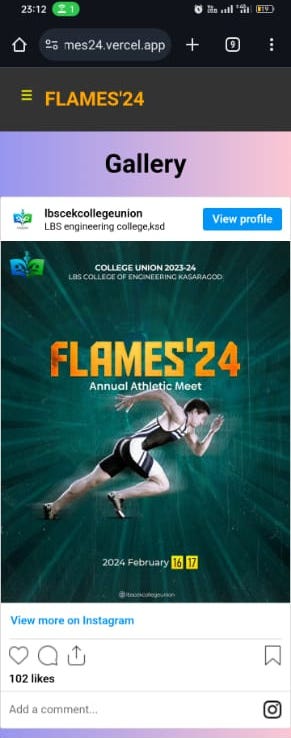 23:12
mes24.vercel.app
9
FLAMES'24
Gallery
lbscekcollegeunion
LBS engineering college,ksd
View profile
COLLEGE UNION 2023-24
LBS COLLEGE OF ENGINEERING KASARAGOD
FLAMES'24
Annual Athletic Meet
2024 February 16 17
@lbscekcollegeunion
View more on Instagram
102 likes
Add a comment...